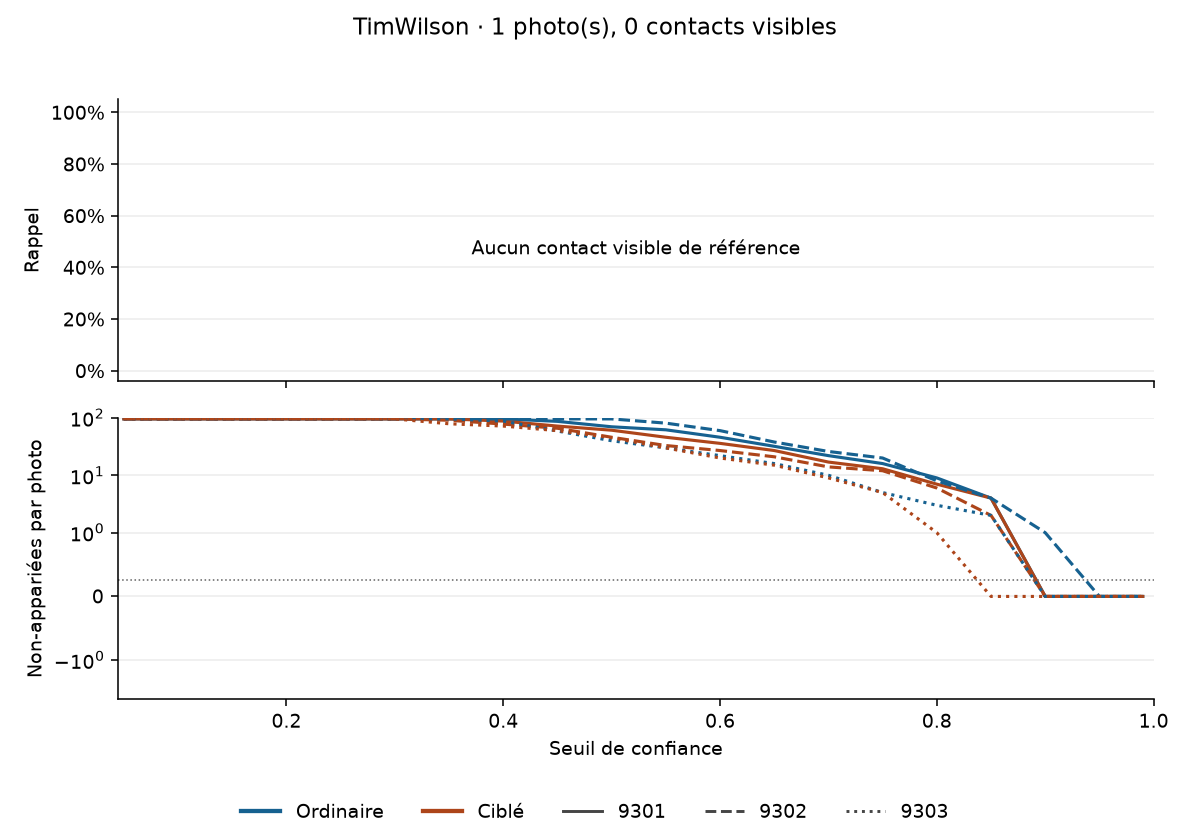 TimWilson · 1 photo(s), 0 contacts visibles
100%
80%
60%
40%
20%
0%
Rappel
Aucun contact visible de référence
10²
10¹
10⁰
0
−10⁰
Non-appariées par photo
0.2 0.4 0.6 0.8 1.0
Seuil de confiance
Ordinaire Ciblé 9301 9302 9303